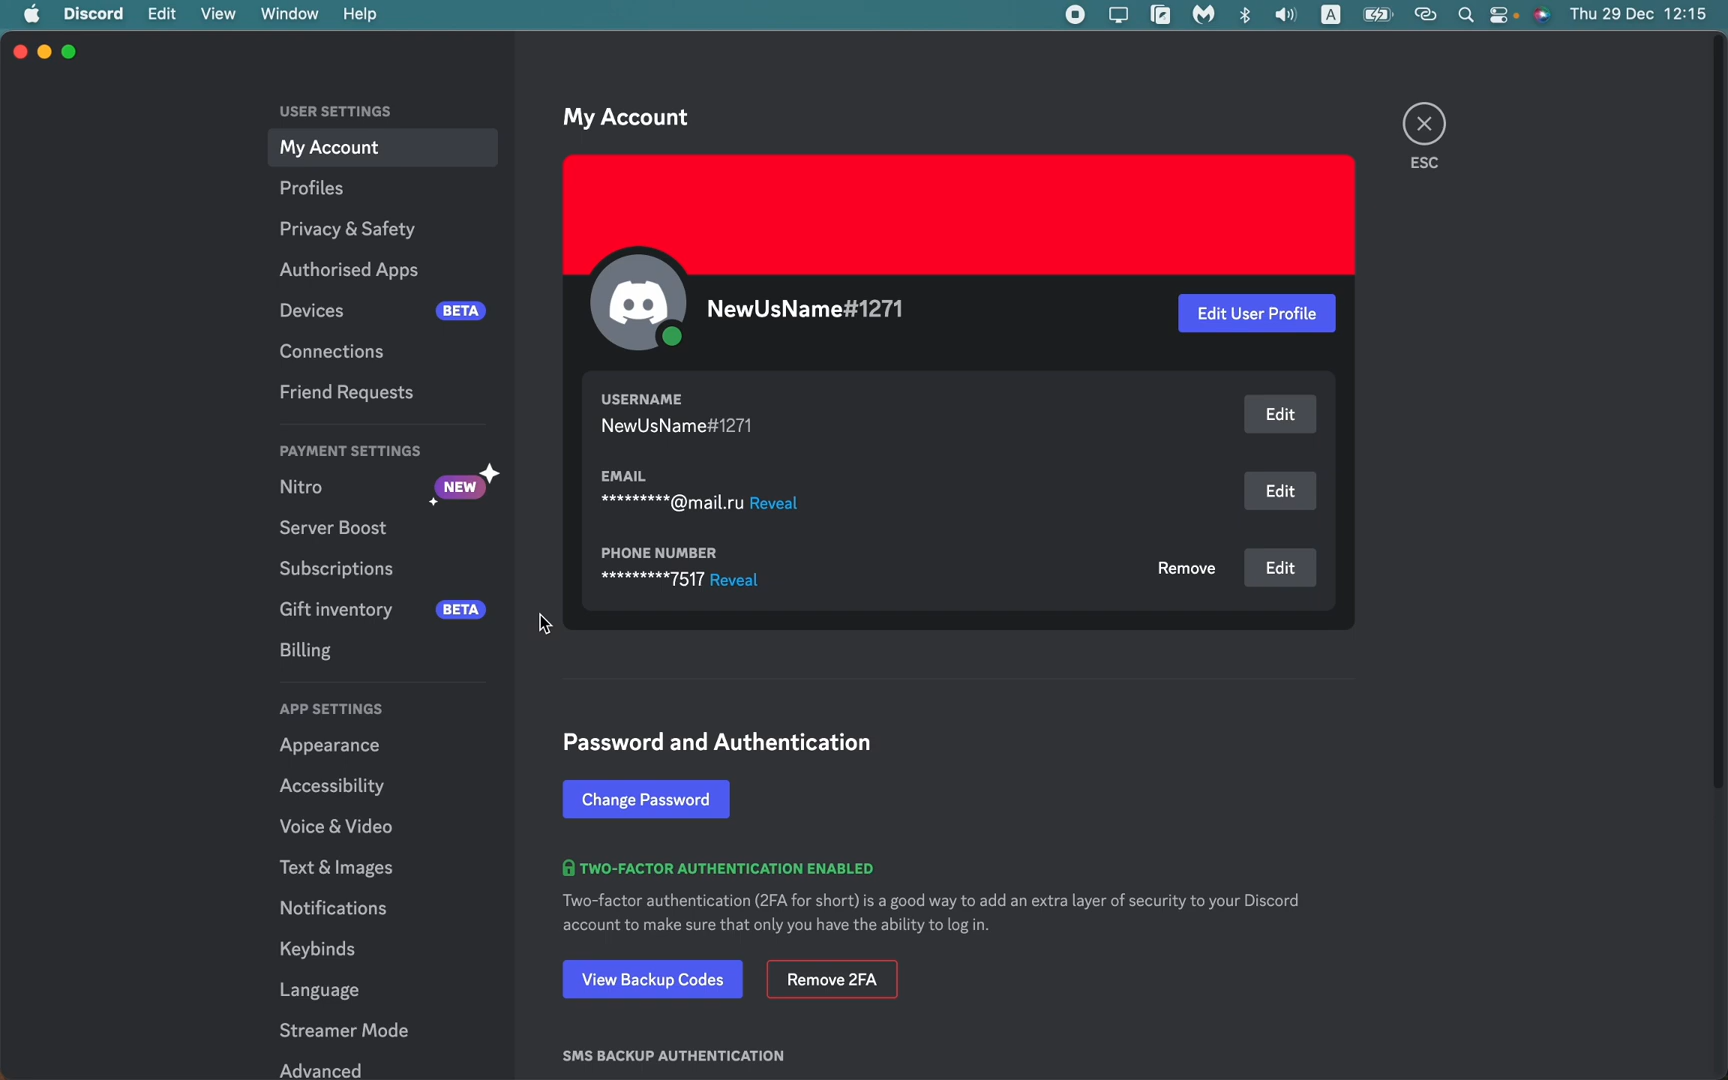 Discord Edit View Window Help
A Thu 29 Dec 12:15
USER SETTINGS
My Account
Profiles
Privacy & Safety
Authorised Apps
Devices BETA
Connections
Friend Requests
PAYMENT SETTINGS
Nitro NEW
Server Boost
Subscriptions
Gift inventory BETA
Billing
APP SETTINGS
Appearance
Accessibility
Voice & Video
Text & Images
Notifications
Keybinds
Language
Streamer Mode
Advanced
My Account
ESC
NewUsName#1271
Edit User Profile
USERNAME
NewUsName#1271
Edit
EMAIL
*********@mail.ru Reveal
Edit
PHONE NUMBER
*********7517 Reveal
Remove Edit
Password and Authentication
Change Password
TWO-FACTOR AUTHENTICATION ENABLED
Two-factor authentication (2FA for short) is a good way to add an extra layer of security to your Discord
account to make sure that only you have the ability to log in.
View Backup Codes Remove 2FA
SMS BACKUP AUTHENTICATION